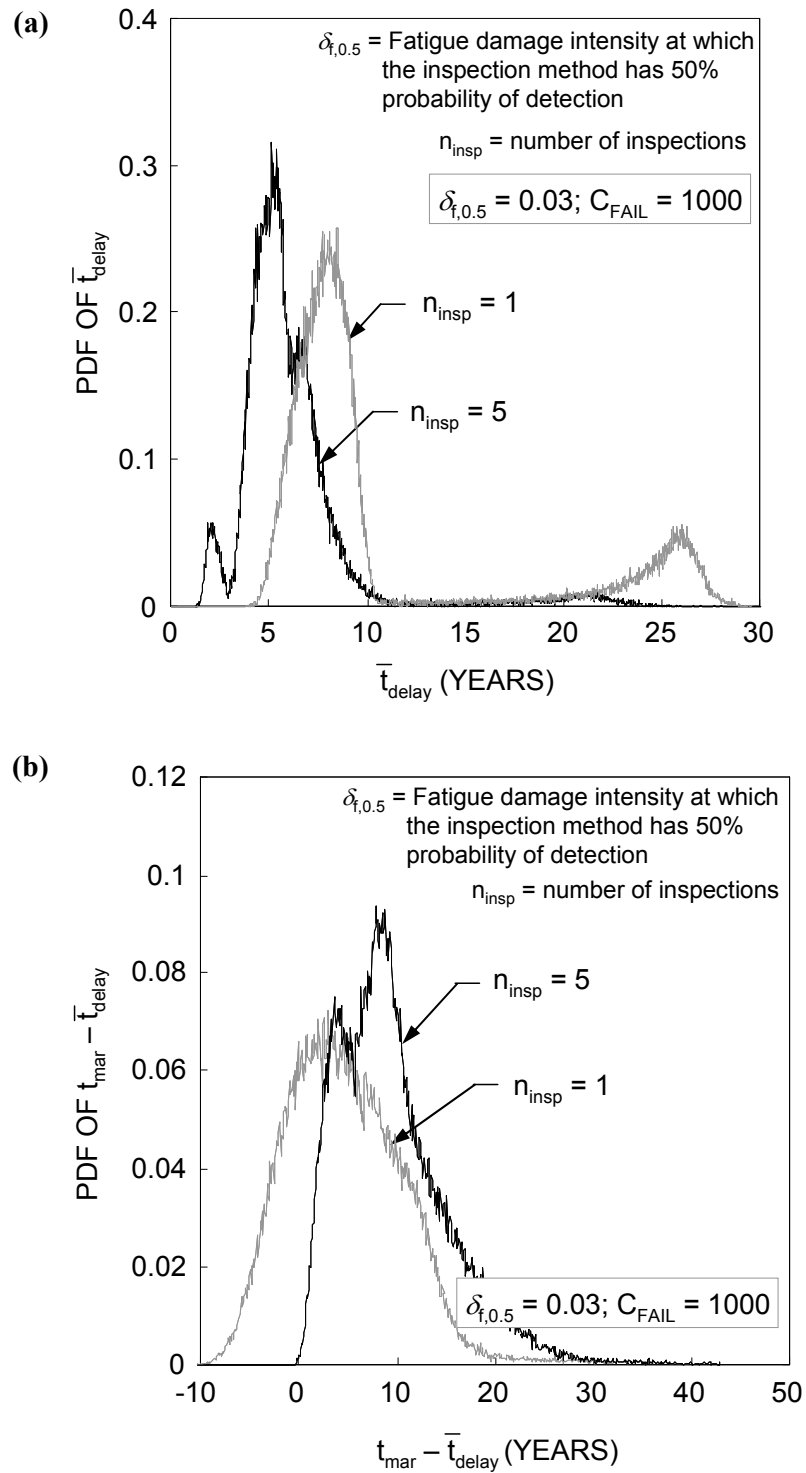 (a)
0.4
δf,0.5 = Fatigue damage intensity at which
the inspection method has 50%
probability of detection
ninsp = number of inspections
δf,0.5 = 0.03; CFAIL = 1000
0.3
0.2
0.1
0
PDF OF t̅delay
ninsp = 1
ninsp = 5
0 5 10 15 20 25 30
t̅delay (YEARS)
(b)
0.12
δf,0.5 = Fatigue damage intensity at which
the inspection method has 50%
probability of detection
ninsp = number of inspections
0.1
0.08
0.06
0.04
0.02
0
PDF OF tmar – t̅delay
ninsp = 5
ninsp = 1
δf,0.5 = 0.03; CFAIL = 1000
-10 0 10 20 30 40 50
tmar – t̅delay (YEARS)